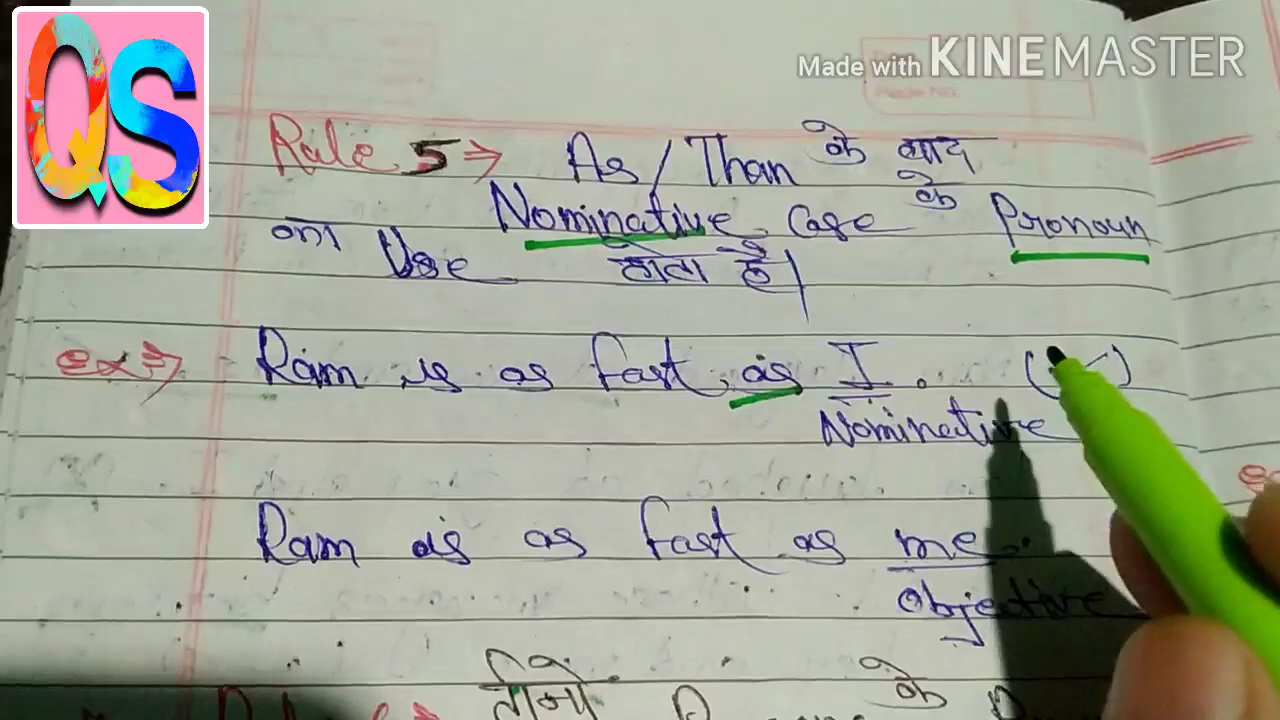 QS
Made with KINEMASTER
Rule 5 ⇒ As / Than के बाद
Nominative Case के Pronoun
का Use होता है।
ex ⇒ Ram is as fast as I. (✓)
Nominative
Ram is as fast as me.
Objective
तीनो के